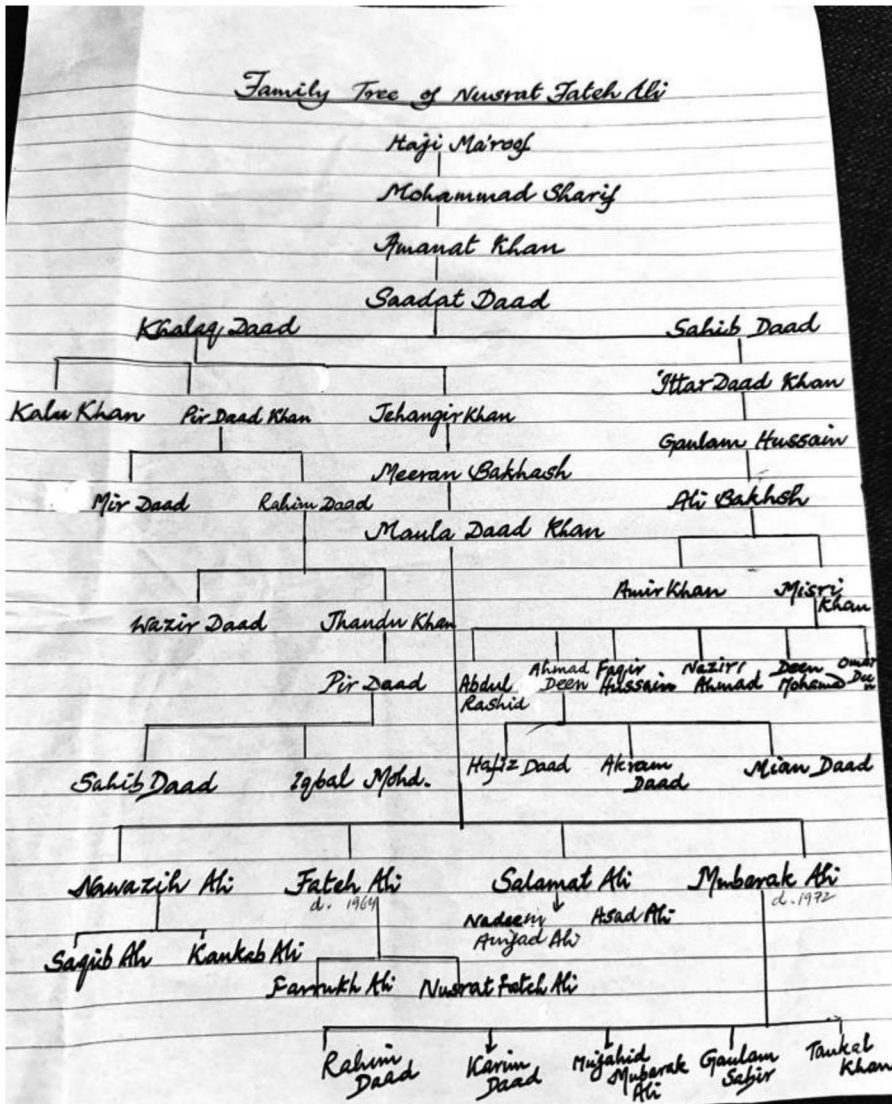 Family Tree of Nusrat Fateh Ali
Haji Ma'roof
Mohammad Sharif
Amanat Khan
Saadat Daad
Khalaq Daad Sahib Daad
Kalu Khan Pir Daad Khan Jehangir Khan 'Ittar Daad Khan
Meeran Bakhash Gaulam Hussain
Mir Daad Rahim Daad Ali Bakhsh
Maula Daad Khan
Amir Khan Misri
Khan
Wazir Daad Jhandu Khan
Pir Daad Abdul Ahmad Faqir Naziri Deen Omar
Rashid Deen Hussain Ahmad Mohamd Deen
Sahib Daad Iqbal Mohd. Hafiz Daad Akram Mian Daad
Daad
Nawazih Ali Fateh Ali Salamat Ali Mubarak Ali
d. 1964 d. 1972
Nadeem Asad Ali
Amjad Ali
Saqib Ali Kaukab Ali
Farrukh Ali Nusrat Fateh Ali
Rahim Karim Mujahid Gaulam Taukal
Daad Daad Mubarak Sabir Khan
Ali